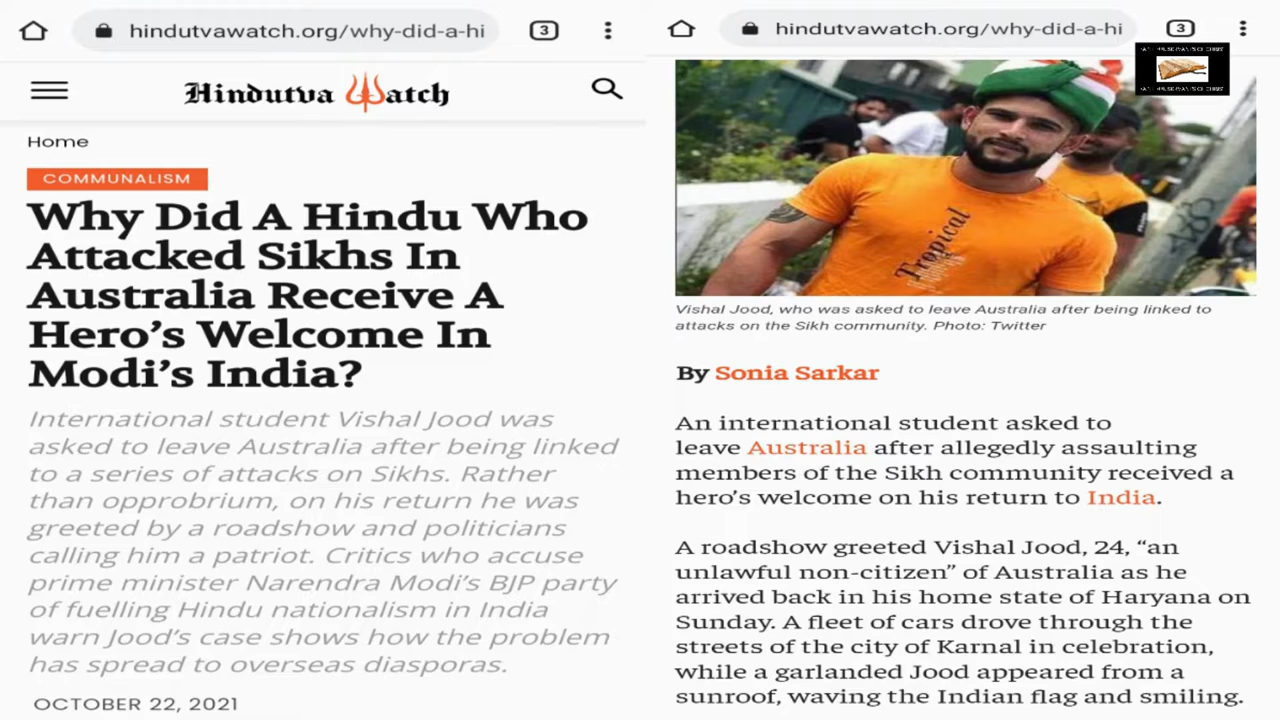 hindutvawatch.org/why-did-a-hi
3
Hindutva Watch
Home
COMMUNALISM
Why Did A Hindu Who
Attacked Sikhs In
Australia Receive A
Hero's Welcome In
Modi's India?
International student Vishal Jood was
asked to leave Australia after being linked
to a series of attacks on Sikhs. Rather
than opprobrium, on his return he was
greeted by a roadshow and politicians
calling him a patriot. Critics who accuse
prime minister Narendra Modi's BJP party
of fuelling Hindu nationalism in India
warn Jood's case shows how the problem
has spread to overseas diasporas.
OCTOBER 22, 2021
hindutvawatch.org/why-did-a-hi
3
Tropical
Vishal Jood, who was asked to leave Australia after being linked to
attacks on the Sikh community. Photo: Twitter
By Sonia Sarkar
An international student asked to
leave Australia after allegedly assaulting
members of the Sikh community received a
hero's welcome on his return to India.
A roadshow greeted Vishal Jood, 24, “an
unlawful non-citizen” of Australia as he
arrived back in his home state of Haryana on
Sunday. A fleet of cars drove through the
streets of the city of Karnal in celebration,
while a garlanded Jood appeared from a
sunroof, waving the Indian flag and smiling.